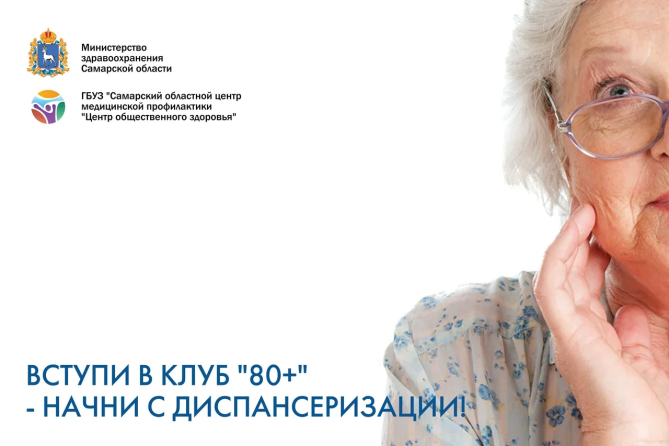 Министерство
здравоохранения
Самарской области
ГБУЗ "Самарский областной центр
медицинской профилактики
"Центр общественного здоровья"
ВСТУПИ В КЛУБ "80+"
- НАЧНИ С ДИСПАНСЕРИЗАЦИИ!